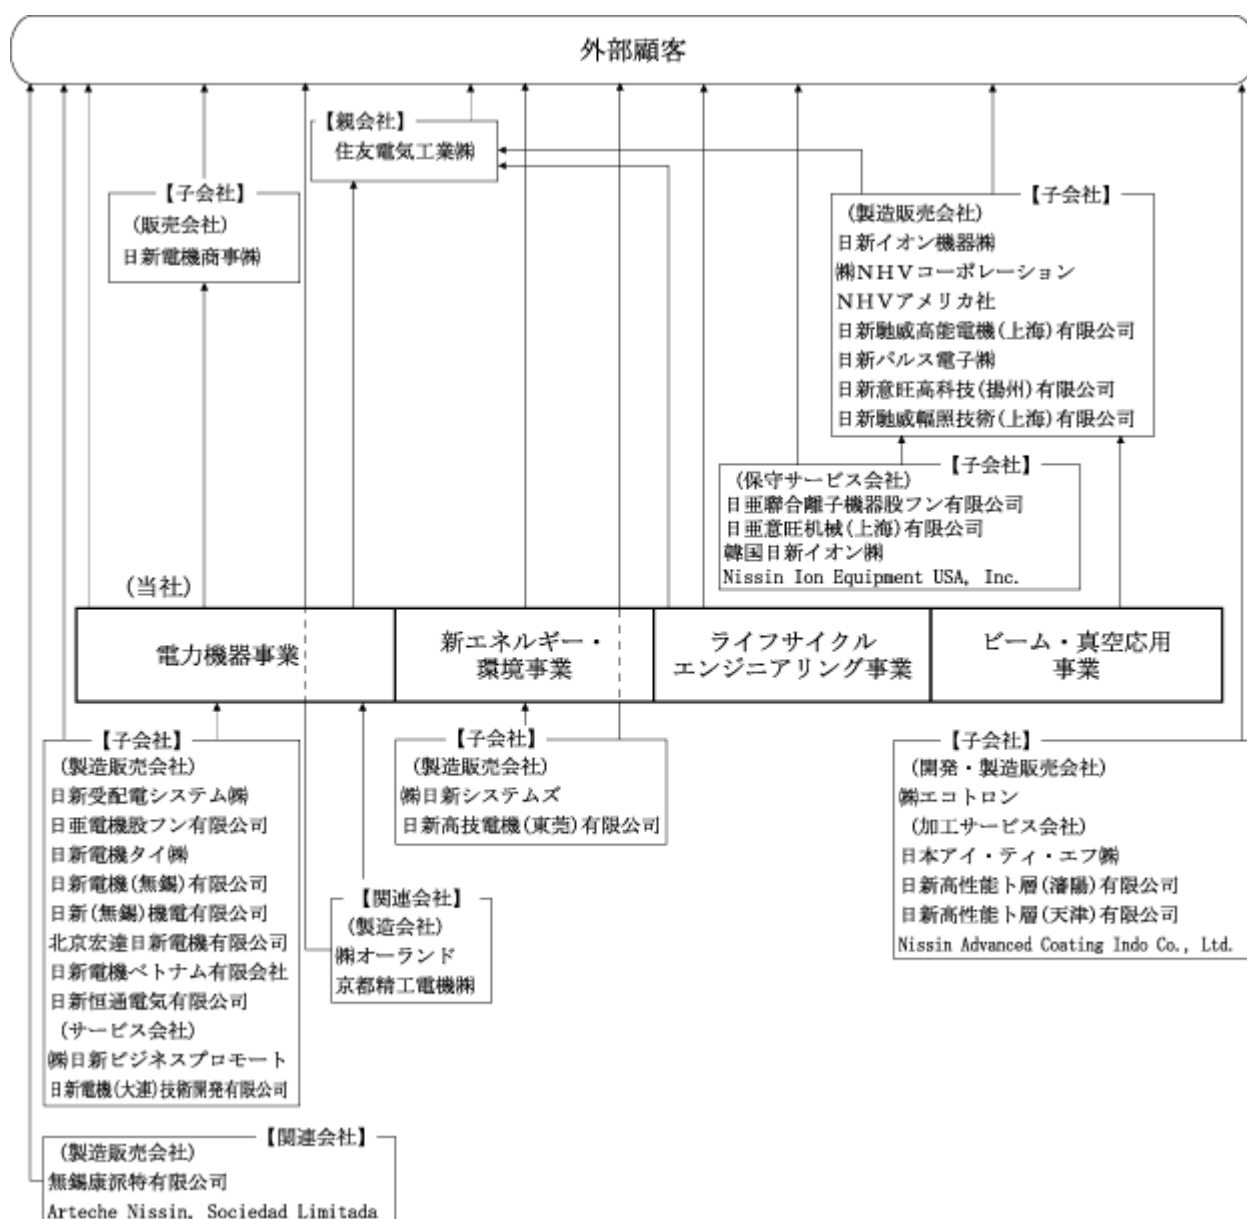 外部顧客
【親会社】
住友電気工業㈱
【子会社】
(販売会社)
日新電機商事㈱
【子会社】
(製造販売会社)
日新イオン機器㈱
㈱NHVコーポレーション
NHVアメリカ社
日新馳威高能電機(上海)有限公司
日新パルス電子㈱
日新意旺高科技(揚州)有限公司
日新馳威輻照技術(上海)有限公司
【子会社】
(保守サービス会社)
日亜聯合離子機器股フン有限公司
日亜意旺机械(上海)有限公司
韓国日新イオン㈱
Nissin Ion Equipment USA, Inc.
(当社)
電力機器事業
新エネルギー・
環境事業
ライフサイクル
エンジニアリング事業
ビーム・真空応用
事業
【子会社】
(製造販売会社)
日新受配電システム㈱
日亜電機股フン有限公司
日新電機タイ㈱
日新電機(無錫)有限公司
日新(無錫)機電有限公司
北京宏達日新電機有限公司
日新電機ベトナム有限会社
日新恒通電気有限公司
(サービス会社)
㈱日新ビジネスプロモート
日新電機(大連)技術開発有限公司
【子会社】
(製造販売会社)
㈱日新システムズ
日新高技電機(東莞)有限公司
【関連会社】
(製造会社)
㈱オーランド
京都精工電機㈱
【子会社】
(開発・製造販売会社)
㈱エコトロン
(加工サービス会社)
日本アイ・ティ・エフ㈱
日新高性能ト層(瀋陽)有限公司
日新高性能ト層(天津)有限公司
Nissin Advanced Coating Indo Co., Ltd.
【関連会社】
(製造販売会社)
無錫康派特有限公司
Arteche Nissin, Sociedad Limitada